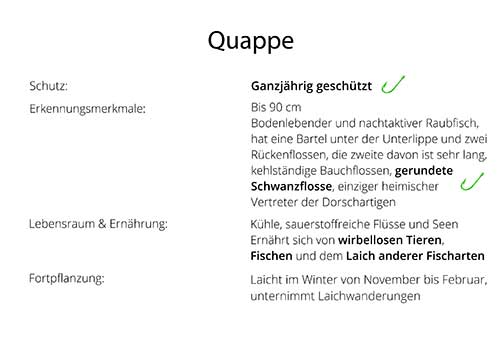 Quappe
Schutz: Ganzjährig geschützt
Erkennungsmerkmale: Bis 90 cm
Bodenlebender und nachtaktiver Raubfisch,
hat eine Bartel unter der Unterlippe und zwei
Rückenflossen, die zweite davon ist sehr lang,
kehlständige Bauchflossen, gerundete
Schwanzflosse, einziger heimischer
Vertreter der Dorschartigen
Lebensraum & Ernährung: Kühle, sauerstoffreiche Flüsse und Seen
Ernährt sich von wirbellosen Tieren,
Fischen und dem Laich anderer Fischarten
Fortpflanzung: Laicht im Winter von November bis Februar,
unternimmt Laichwanderungen